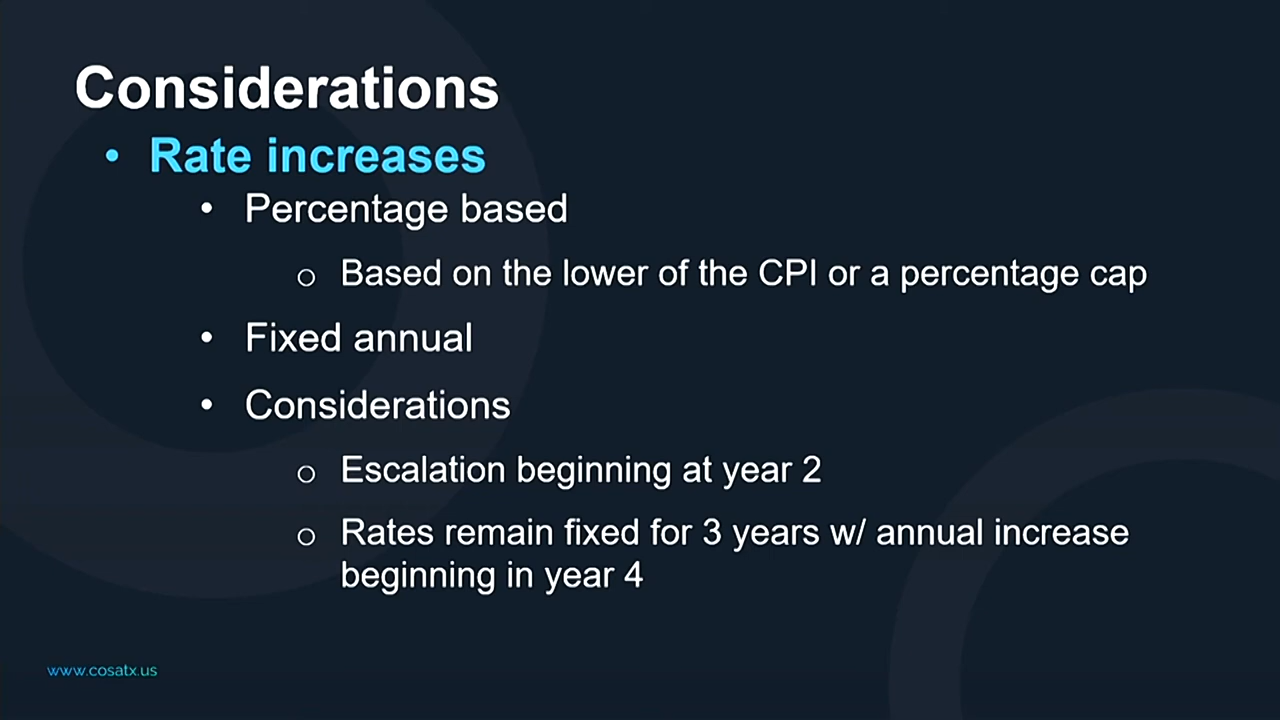 Considerations
• Rate increases
• Percentage based
o Based on the lower of the CPI or a percentage cap
• Fixed annual
• Considerations
o Escalation beginning at year 2
o Rates remain fixed for 3 years w/ annual increase
beginning in year 4
www.cosatx.us